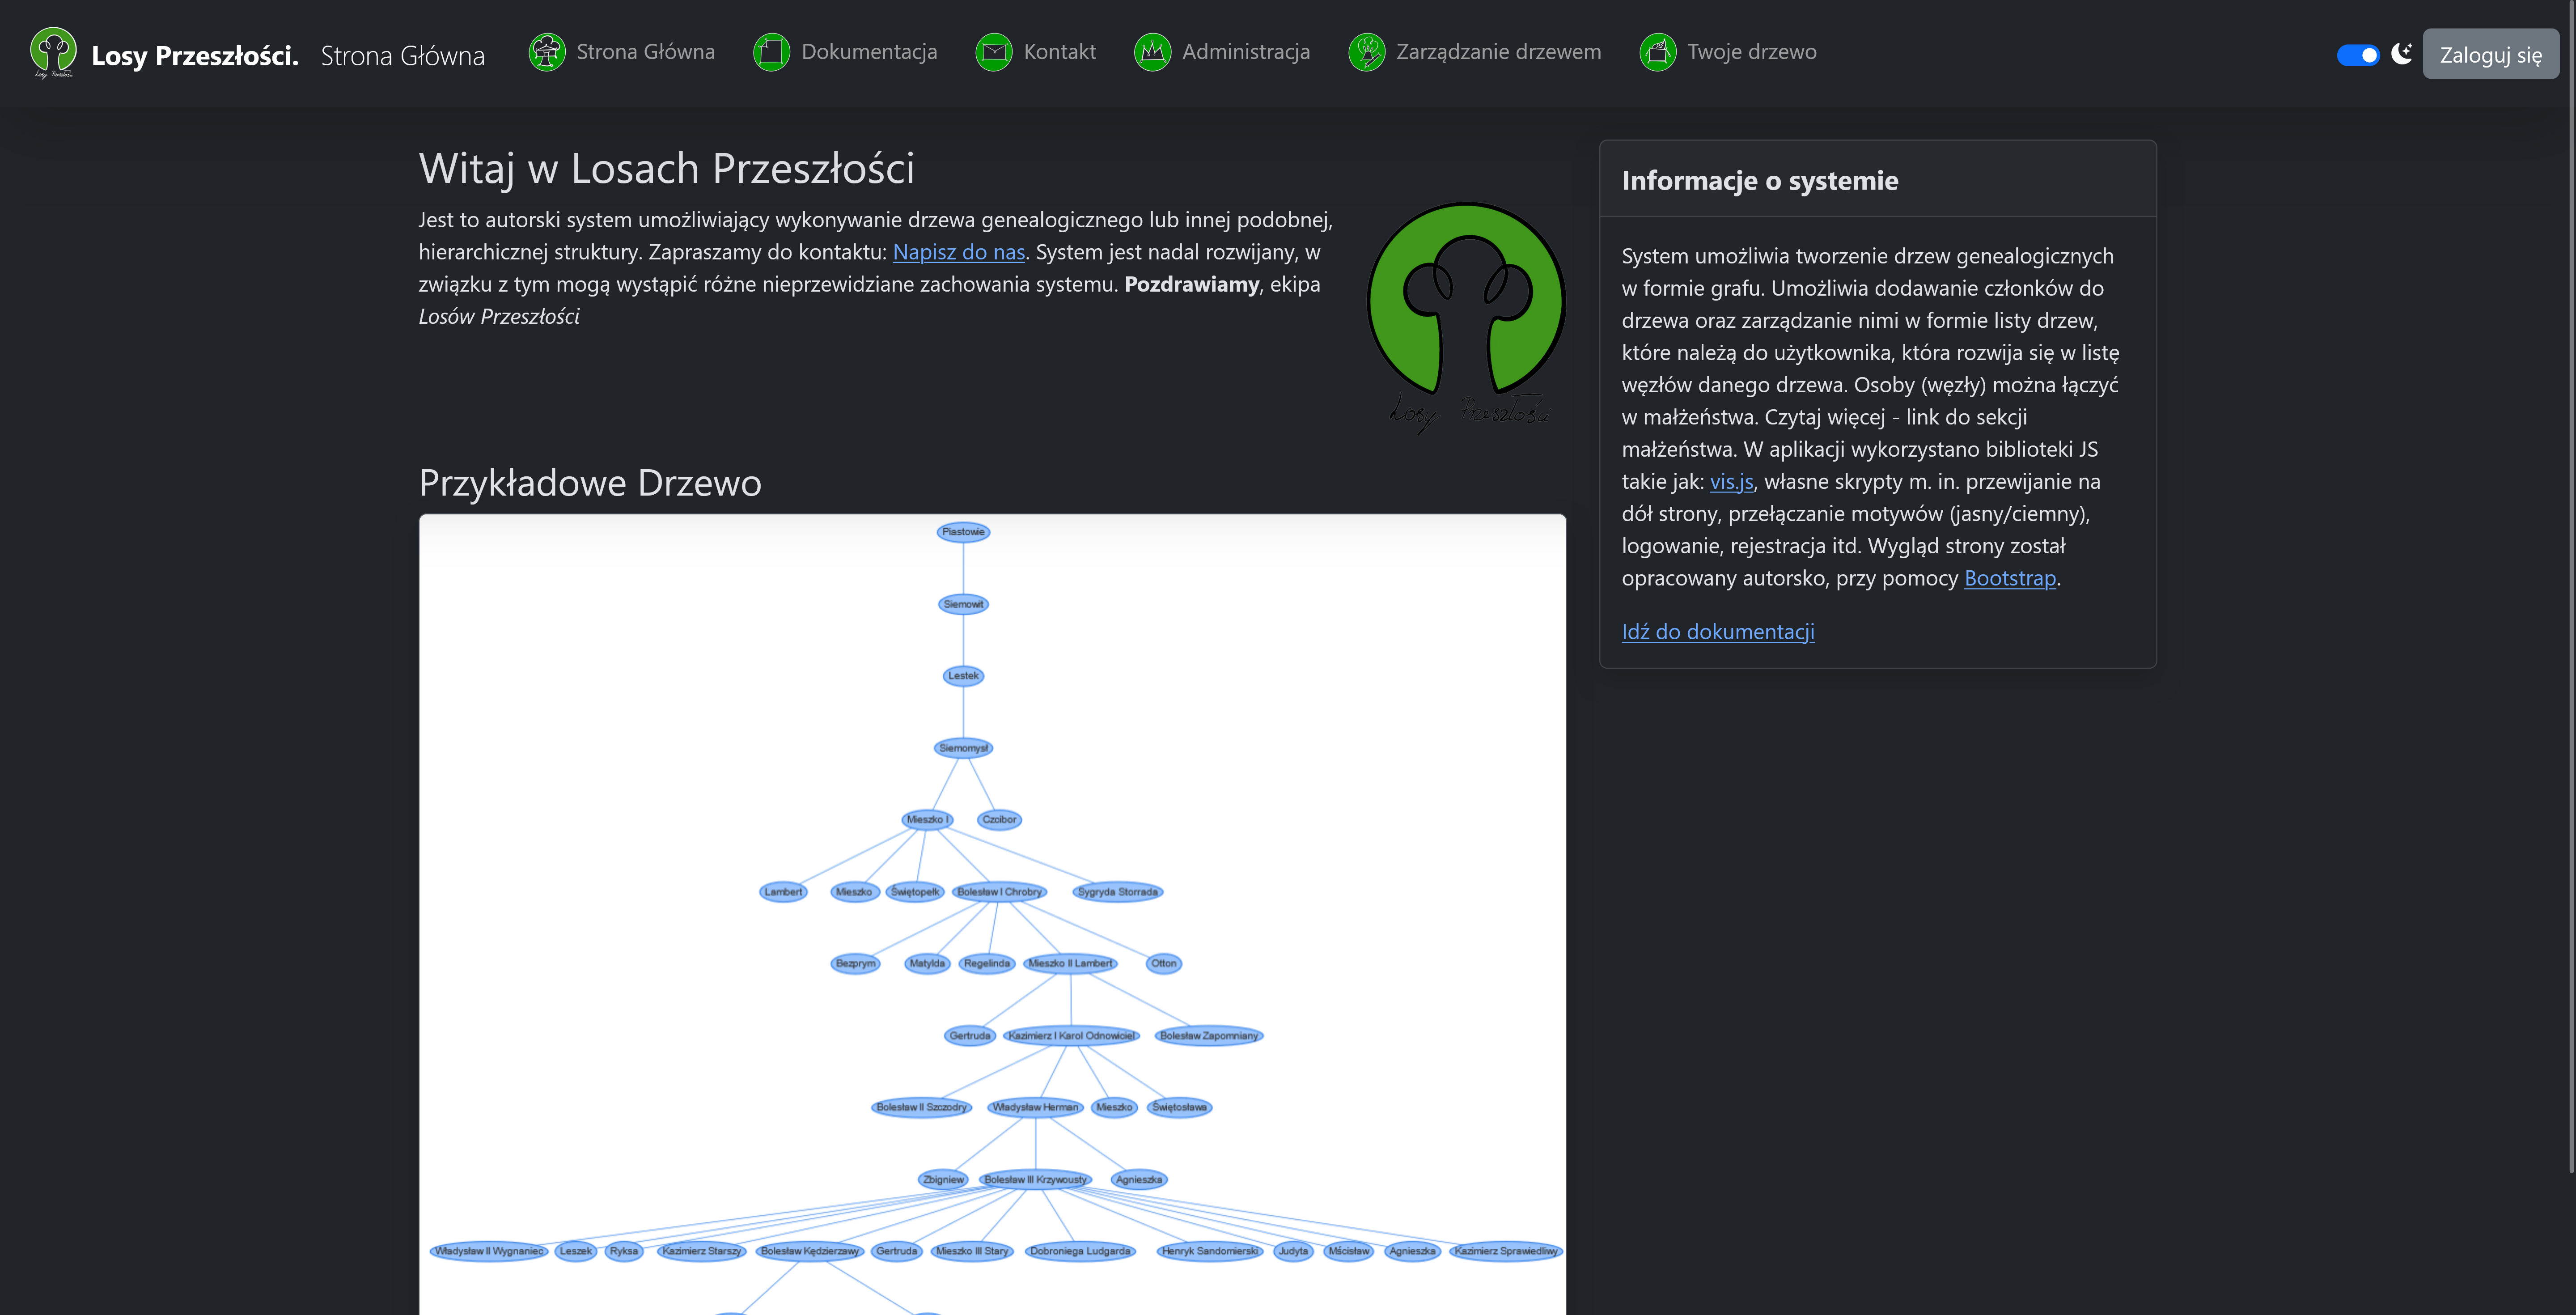 Losy Przeszłości. Strona Główna Strona Główna Dokumentacja Kontakt Administracja Zarządzanie drzewem Twoje drzewo Zaloguj się
Losy Przeszłości
Witaj w Losach Przeszłości
Jest to autorski system umożliwiający wykonywanie drzewa genealogicznego lub innej podobnej,
hierarchicznej struktury. Zapraszamy do kontaktu: Napisz do nas. System jest nadal rozwijany, w
związku z tym mogą wystąpić różne nieprzewidziane zachowania systemu. Pozdrawiamy, ekipa
Losów Przeszłości
Losy Przeszłości
Przykładowe Drzewo
Piastowie
Siemowit
Lestek
Siemomysł
Mieszko I Czcibor
Lambert Mieszko Świętopełk Bolesław I Chrobry Sygryda Storrada
Bezprym Matylda Regelinda Mieszko II Lambert Otton
Gertruda Kazimierz I Karol Odnowiciel Bolesław Zapomniany
Bolesław II Szczodry Władysław Herman Mieszko Świętosława
Zbigniew Bolesław III Krzywousty Agnieszka
Władysław II Wygnaniec Leszek Ryksa Kazimierz Starszy Bolesław Kędzierzawy Gertruda Mieszko III Stary Dobroniega Ludgarda Henryk Sandomierski Judyta Mścisław Agnieszka Kazimierz Sprawiedliwy
Informacje o systemie
System umożliwia tworzenie drzew genealogicznych
w formie grafu. Umożliwia dodawanie członków do
drzewa oraz zarządzanie nimi w formie listy drzew,
które należą do użytkownika, która rozwija się w listę
węzłów danego drzewa. Osoby (węzły) można łączyć
w małżeństwa. Czytaj więcej - link do sekcji
małżeństwa. W aplikacji wykorzystano biblioteki JS
takie jak: vis.js, własne skrypty m. in. przewijanie na
dół strony, przełączanie motywów (jasny/ciemny),
logowanie, rejestracja itd. Wygląd strony został
opracowany autorsko, przy pomocy Bootstrap.
Idź do dokumentacji